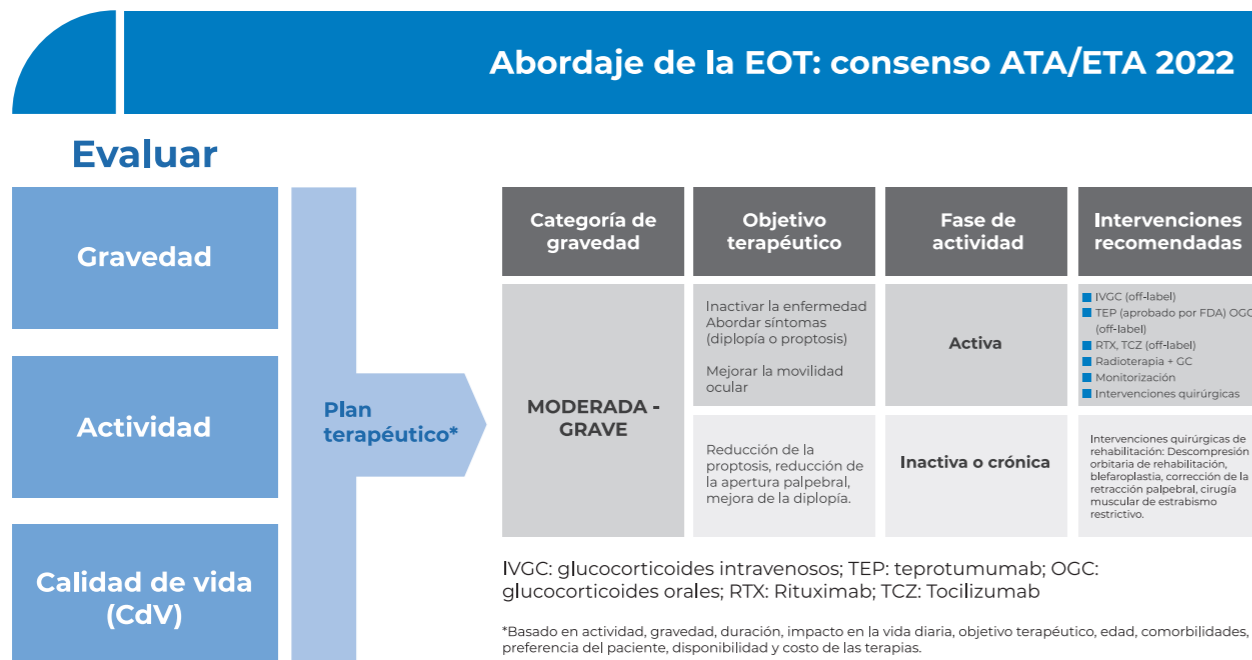 Abordaje de la EOT: consenso ATA/ETA 2022
Evaluar
Gravedad
Actividad
Calidad de vida
(CdV)
Plan
terapéutico*
Categoría de
gravedad
Objetivo
terapéutico
Fase de
actividad
Intervenciones
recomendadas
MODERADA -
GRAVE
Inactivar la enfermedad
Abordar síntomas
(diplopía o proptosis)
Mejorar la movilidad
ocular
Activa
IVGC (off-label)
TEP (aprobado por FDA) OGC
(off-label)
RTX, TCZ (off-label)
Radioterapia + GC
Monitorización
Intervenciones quirúrgicas
Reducción de la
proptosis, reducción de
la apertura palpebral,
mejora de la diplopía.
Inactiva o crónica
Intervenciones quirúrgicas de
rehabilitación: Descompresión
orbitaria de rehabilitación,
blefaroplastia, corrección de la
retracción palpebral, cirugía
muscular de estrabismo
restrictivo.
IVGC: glucocorticoides intravenosos; TEP: teprotumumab; OGC:
glucocorticoides orales; RTX: Rituximab; TCZ: Tocilizumab
*Basado en actividad, gravedad, duración, impacto en la vida diaria, objetivo terapéutico, edad, comorbilidades,
preferencia del paciente, disponibilidad y costo de las terapias.